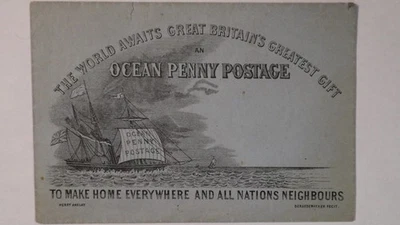 THE WORLD AWAITS GREAT BRITAIN'S GREATEST GIFT
AN
OCEAN PENNY POSTAGE
OCEAN
PENNY
POSTAGE
TO MAKE HOME EVERYWHERE AND ALL NATIONS NEIGHBOURS